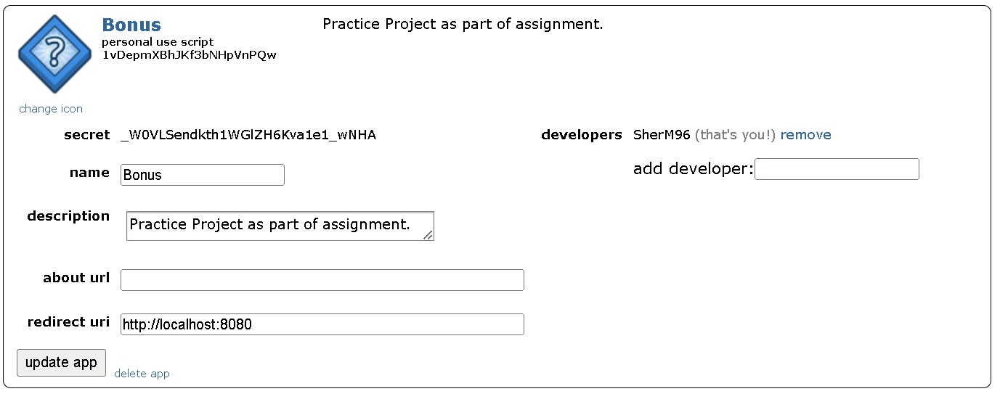 Bonus
Practice Project as part of assignment.
personal use script
1vDepmXBhJKf3bNHpVnPQw
change icon
secret _W0VLSendkth1WGlZH6Kva1e1_wNHA
developers SherM96 (that's you!) remove
name Bonus
add developer:
description Practice Project as part of assignment.
about url
redirect uri http://localhost:8080
update app
delete app